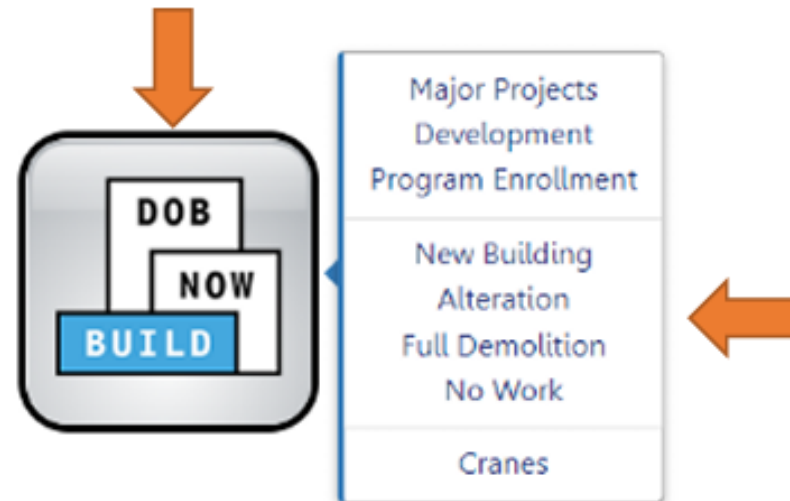 DOB
NOW
BUILD
Major Projects
Development
Program Enrollment
New Building
Alteration
Full Demolition
No Work
Cranes